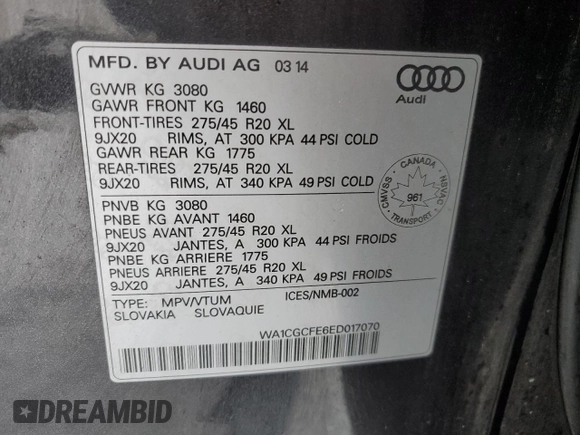 MFD. BY AUDI AG 03 14
Audi
GVWR KG 3080
GAWR FRONT KG 1460
FRONT-TIRES 275/45 R20 XL
9JX20 RIMS, AT 300 KPA 44 PSI COLD
GAWR REAR KG 1775
REAR-TIRES 275/45 R20 XL
9JX20 RIMS, AT 340 KPA 49 PSI COLD
CANADA
CMVSS
961
HSVAC
TRANSPORT
PNVB KG 3080
PNBE KG AVANT 1460
PNEUS AVANT 275/45 R20 XL
9JX20 JANTES, A 300 KPA 44 PSI FROIDS
PNBE KG ARRIERE 1775
PNEUS ARRIERE 275/45 R20 XL
9JX20 JANTES, A 340 KPA 49 PSI FROIDS
TYPE: MPV/VTUM ICES/NMB-002
SLOVAKIA SLOVAQUIE
WA1CGCFE6ED017070
DREAMBID